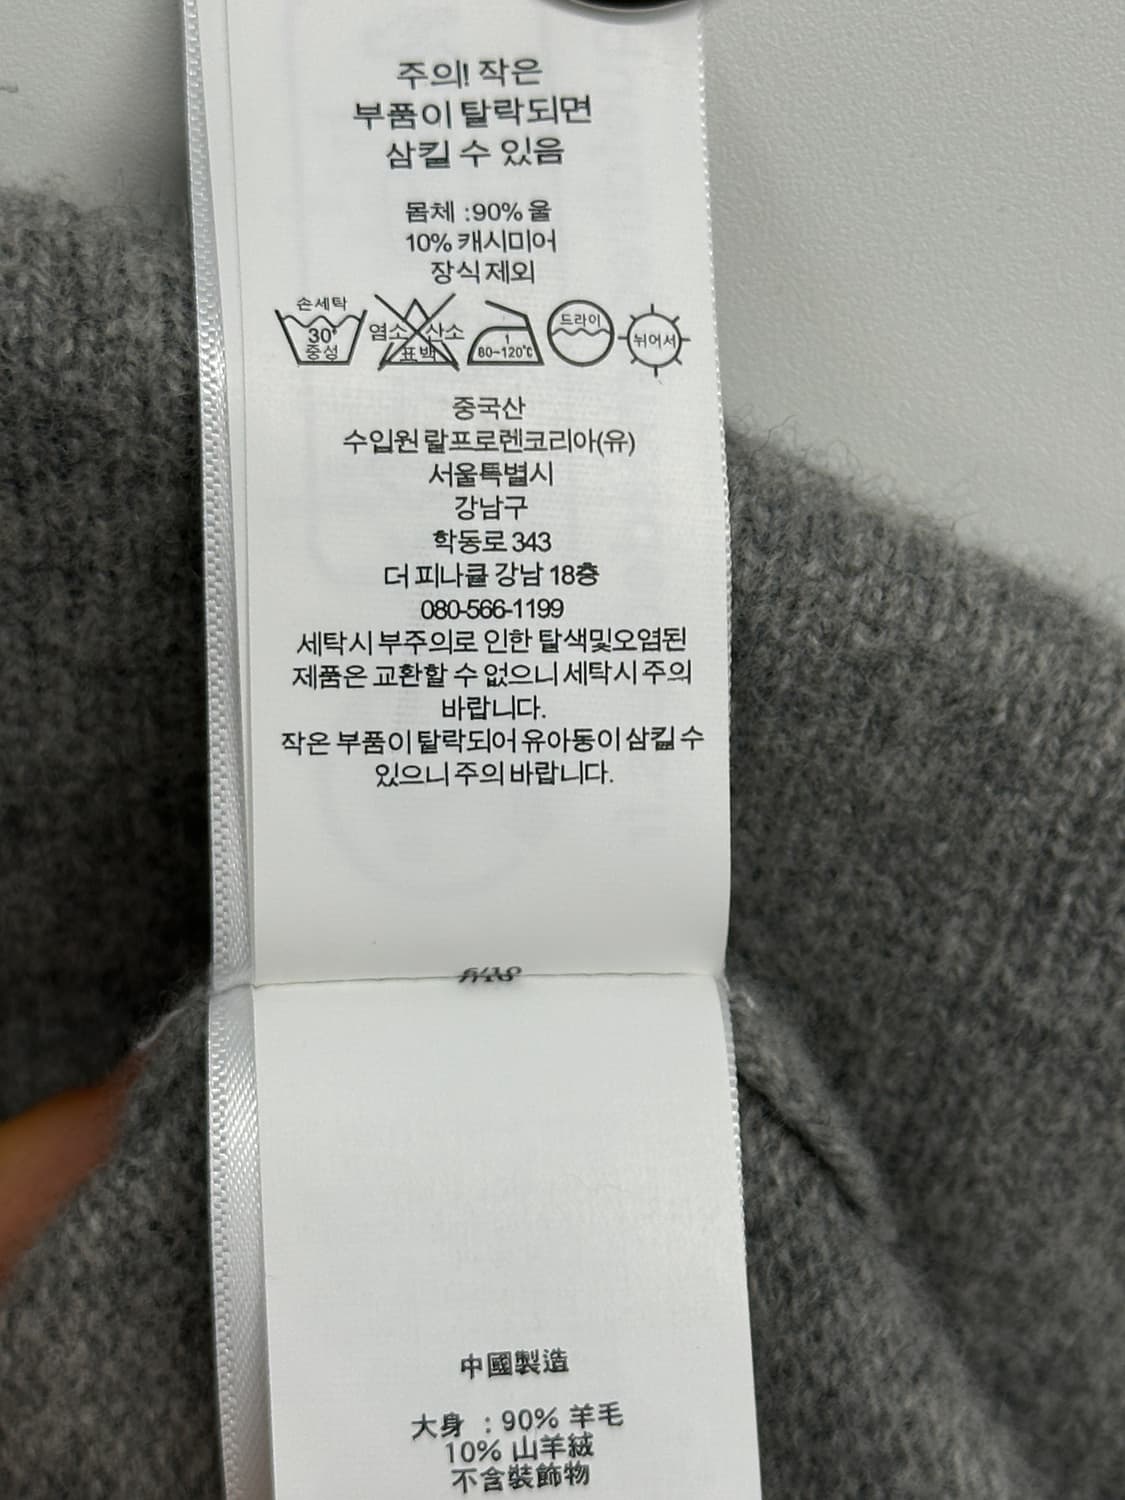 주의! 작은
부품이 탈락되면
삼킬 수 있음
몸체 :90% 울
10% 캐시미어
장식 제외
손세탁
30°
중성
염소 산소
표백
1
80~120℃
드라이
뉘어서
중국산
수입원 랄프로렌코리아(유)
서울특별시
강남구
학동로 343
더 피나클 강남 18층
080-566-1199
세탁시 부주의로 인한 탈색및오염된
제품은 교환할 수 없으니 세탁시 주의
바랍니다.
작은 부품이 탈락되어 유아동이 삼킬 수
있으니 주의 바랍니다.
中國製造
大身 : 90% 羊毛
10% 山羊絨
不含裝飾物